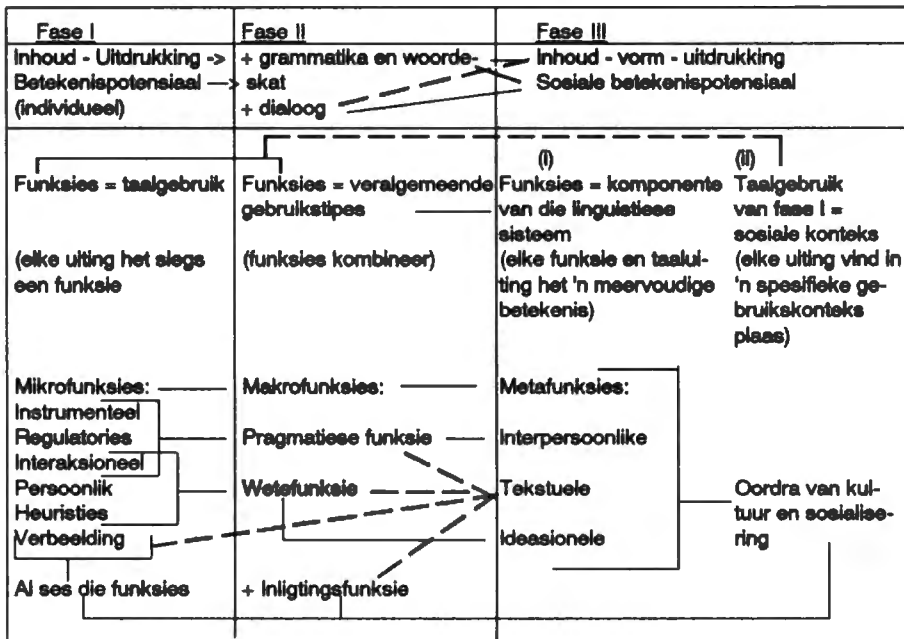 Fase I
Fase II
Fase III
Inhoud - Uitdrukking ->
Betekenispotensiaal -->
(individueel)
+ grammatika en woorde-
skat
+ dialoog
Inhoud - vorm - uitdrukking
Sosiale betekenispotensiaal
(i)
(ii)
Funksies = taalgebruik
(elke uiting het slegs
een funksie
Funksies = veralgemeende
gebruikstipes
(funksies kombineer)
Funksies = komponente
van die linguistiese
sisteem
(elke funksie en taalui-
ting het 'n meervoudige
betekenis)
Taalgebruik
van fase I =
sosiale konteks
(elke uiting vind in
'n spesifieke ge-
bruikskonteks
plaas)
Mikrofunksies:
Instrumenteel
Regulatories
Interaksioneel
Persoonlik
Heuristies
Verbeelding
Al ses die funksies
Makrofunksies:
Pragmatiese funksie
Wetefunksie
+ Inligtingsfunksie
Metafunksies:
Interpersoonlike
Tekstuele
Ideasionele
Oordra van kul-
tuur en sosialise-
ring